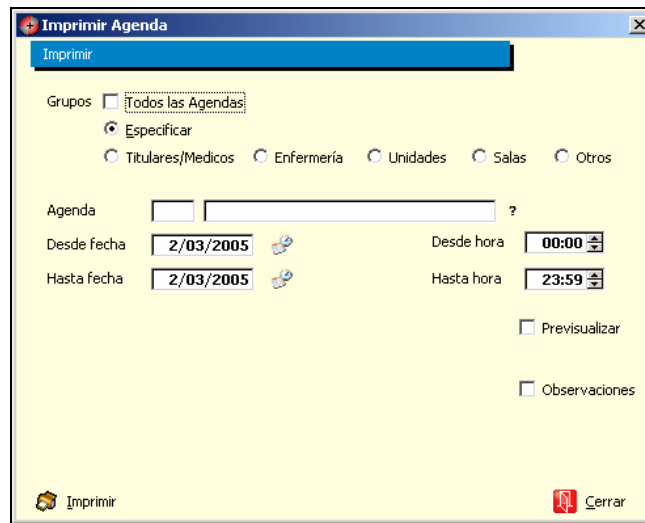 Imprimir Agenda
Imprimir
Grupos Todos las Agendas
Especificar
Titulares/Medicos Enfermería Unidades Salas Otros
Agenda ?
Desde fecha 2/03/2005 Desde hora 00:00
Hasta fecha 2/03/2005 Hasta hora 23:59
Previsualizar
Observaciones
Imprimir Cerrar